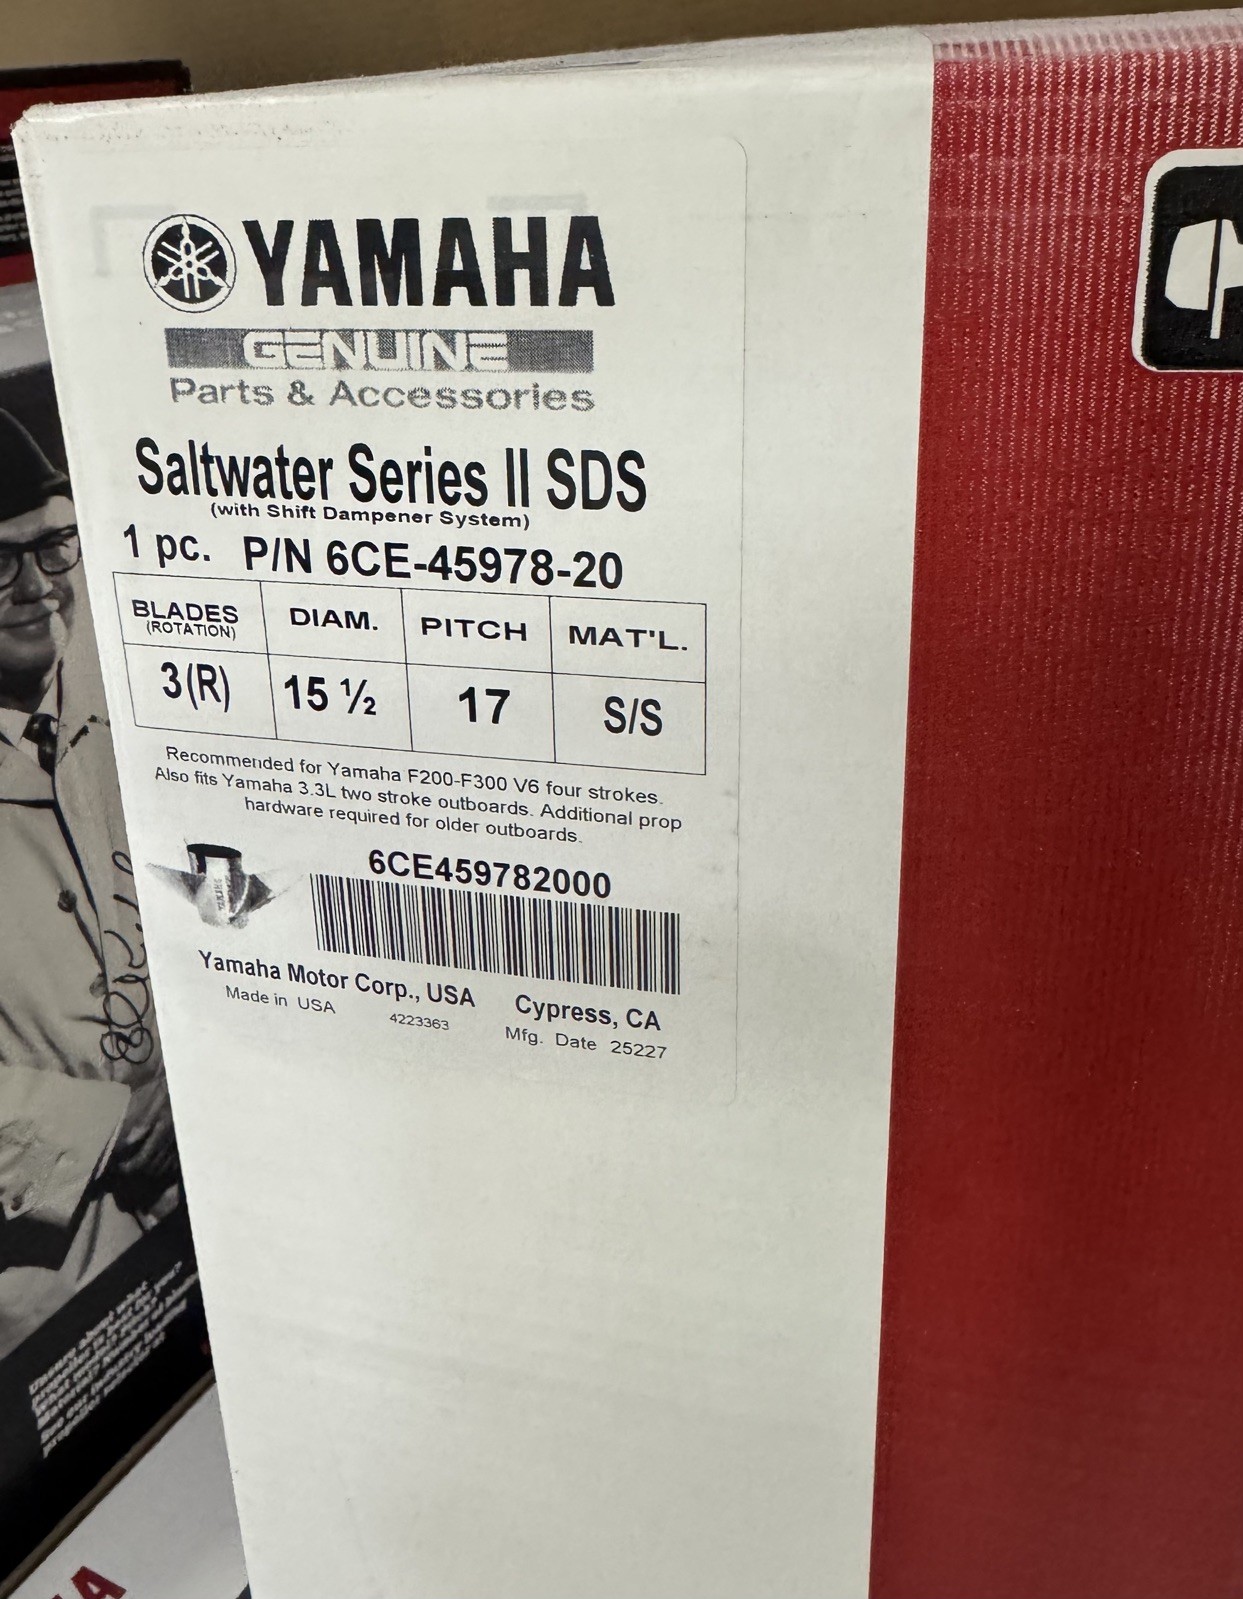 YAMAHA
GENUINE
Parts & Accessories
Saltwater Series II SDS
(with Shift Dampener System)
1 pc. P/N 6CE-45978-20
BLADES (ROTATION) DIAM. PITCH MAT'L.
3(R) 15 ½ 17 S/S
Recommended for Yamaha F200-F300 V6 four strokes.
Also fits Yamaha 3.3L two stroke outboards. Additional prop
hardware required for older outboards.
YAMAHA
6CE459782000
Yamaha Motor Corp., USA Cypress, CA
Made in USA 4223363 Mfg. Date 25227